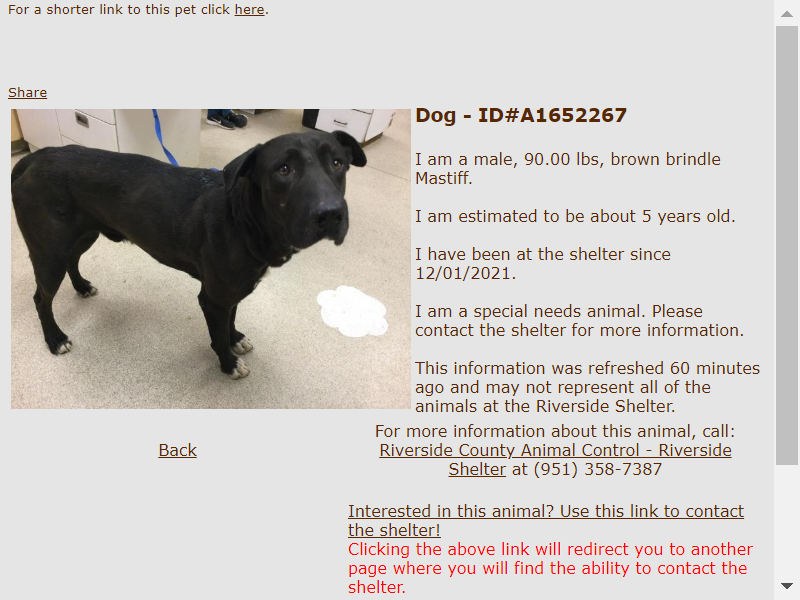 For a shorter link to this pet click here.
Share
Dog - ID#A1652267
I am a male, 90.00 lbs, brown brindle
Mastiff.
I am estimated to be about 5 years old.
I have been at the shelter since
12/01/2021.
I am a special needs animal. Please
contact the shelter for more information.
This information was refreshed 60 minutes
ago and may not represent all of the
animals at the Riverside Shelter.
Back
For more information about this animal, call:
Riverside County Animal Control - Riverside
Shelter at (951) 358-7387
Interested in this animal? Use this link to contact
the shelter!
Clicking the above link will redirect you to another
page where you will find the ability to contact the
shelter.